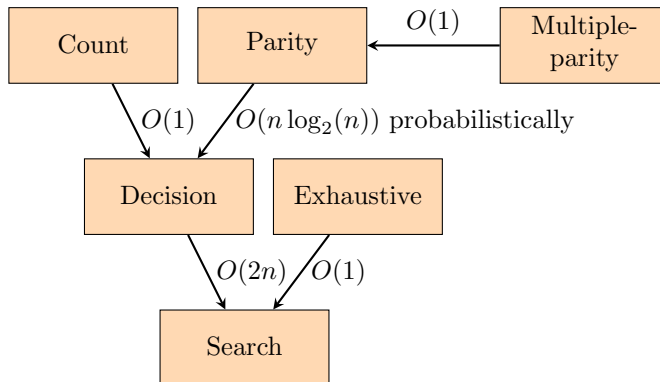 Count
Parity
O(1)
Multiple-
parity
O(1)
O(n log₂(n)) probabilistically
Decision
Exhaustive
O(2n)
O(1)
Search